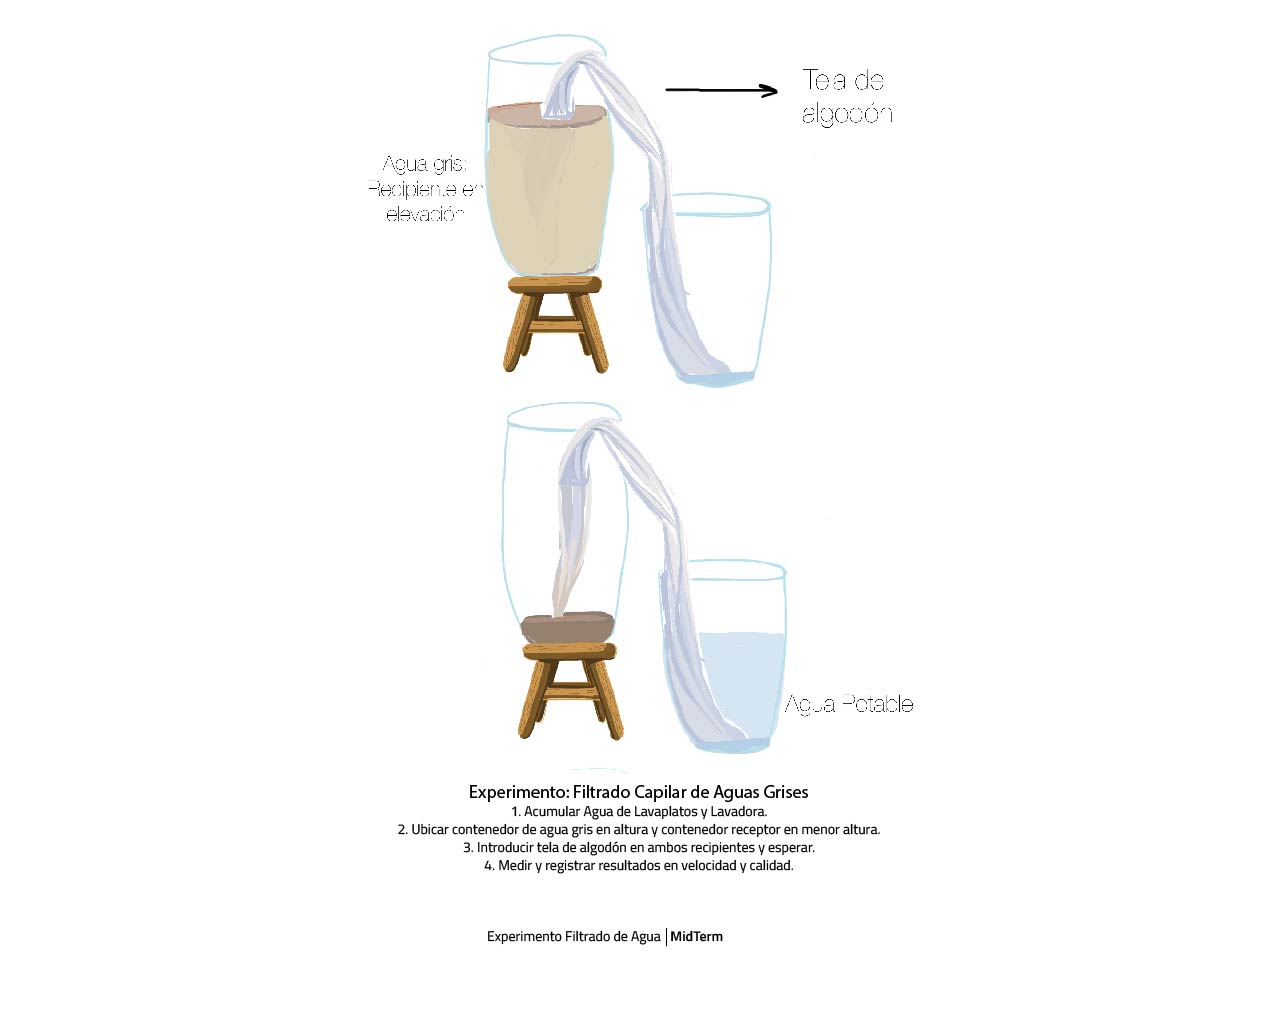 Tela de
algodón
Agua gris:
Recipiente en
elevación
Agua Potable
Experimento: Filtrado Capilar de Aguas Grises
1. Acumular Agua de Lavaplatos y Lavadora.
2. Ubicar contenedor de agua gris en altura y contenedor receptor en menor altura.
3. Introducir tela de algodón en ambos recipientes y esperar.
4. Medir y registrar resultados en velocidad y calidad.
Experimento Filtrado de Agua | MidTerm